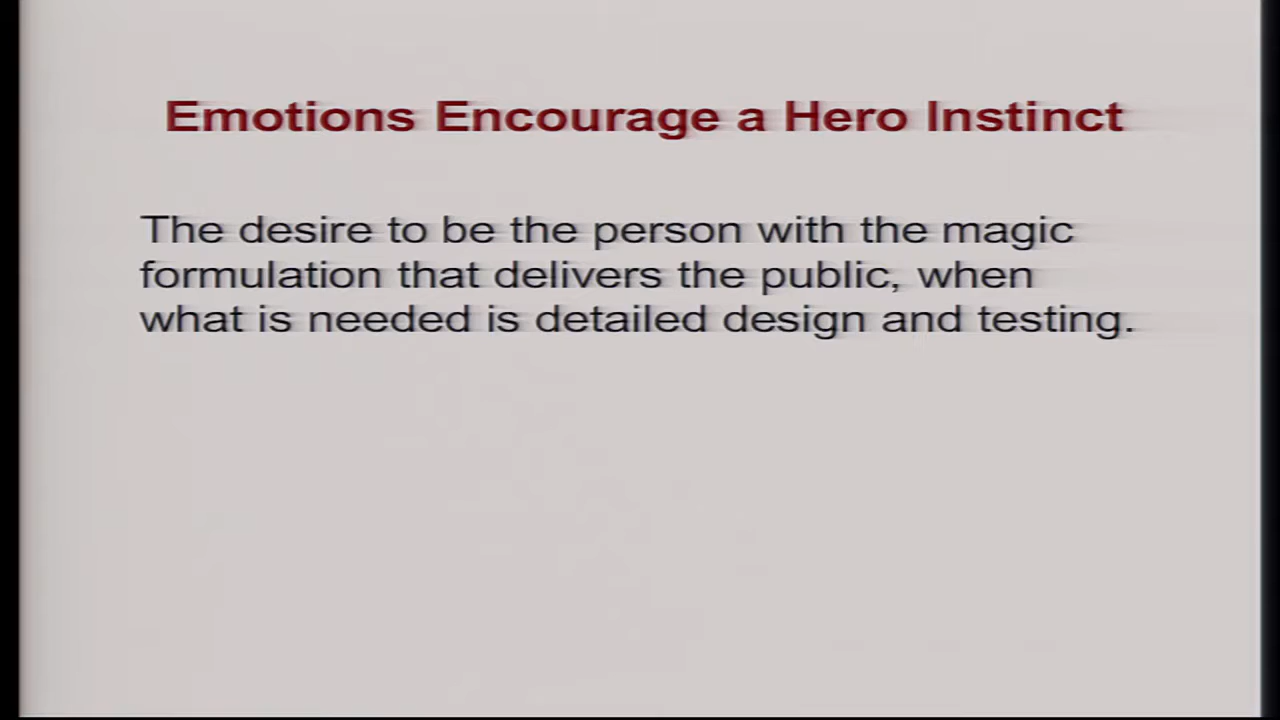 Emotions Encourage a Hero Instinct
The desire to be the person with the magic
formulation that delivers the public, when
what is needed is detailed design and testing.